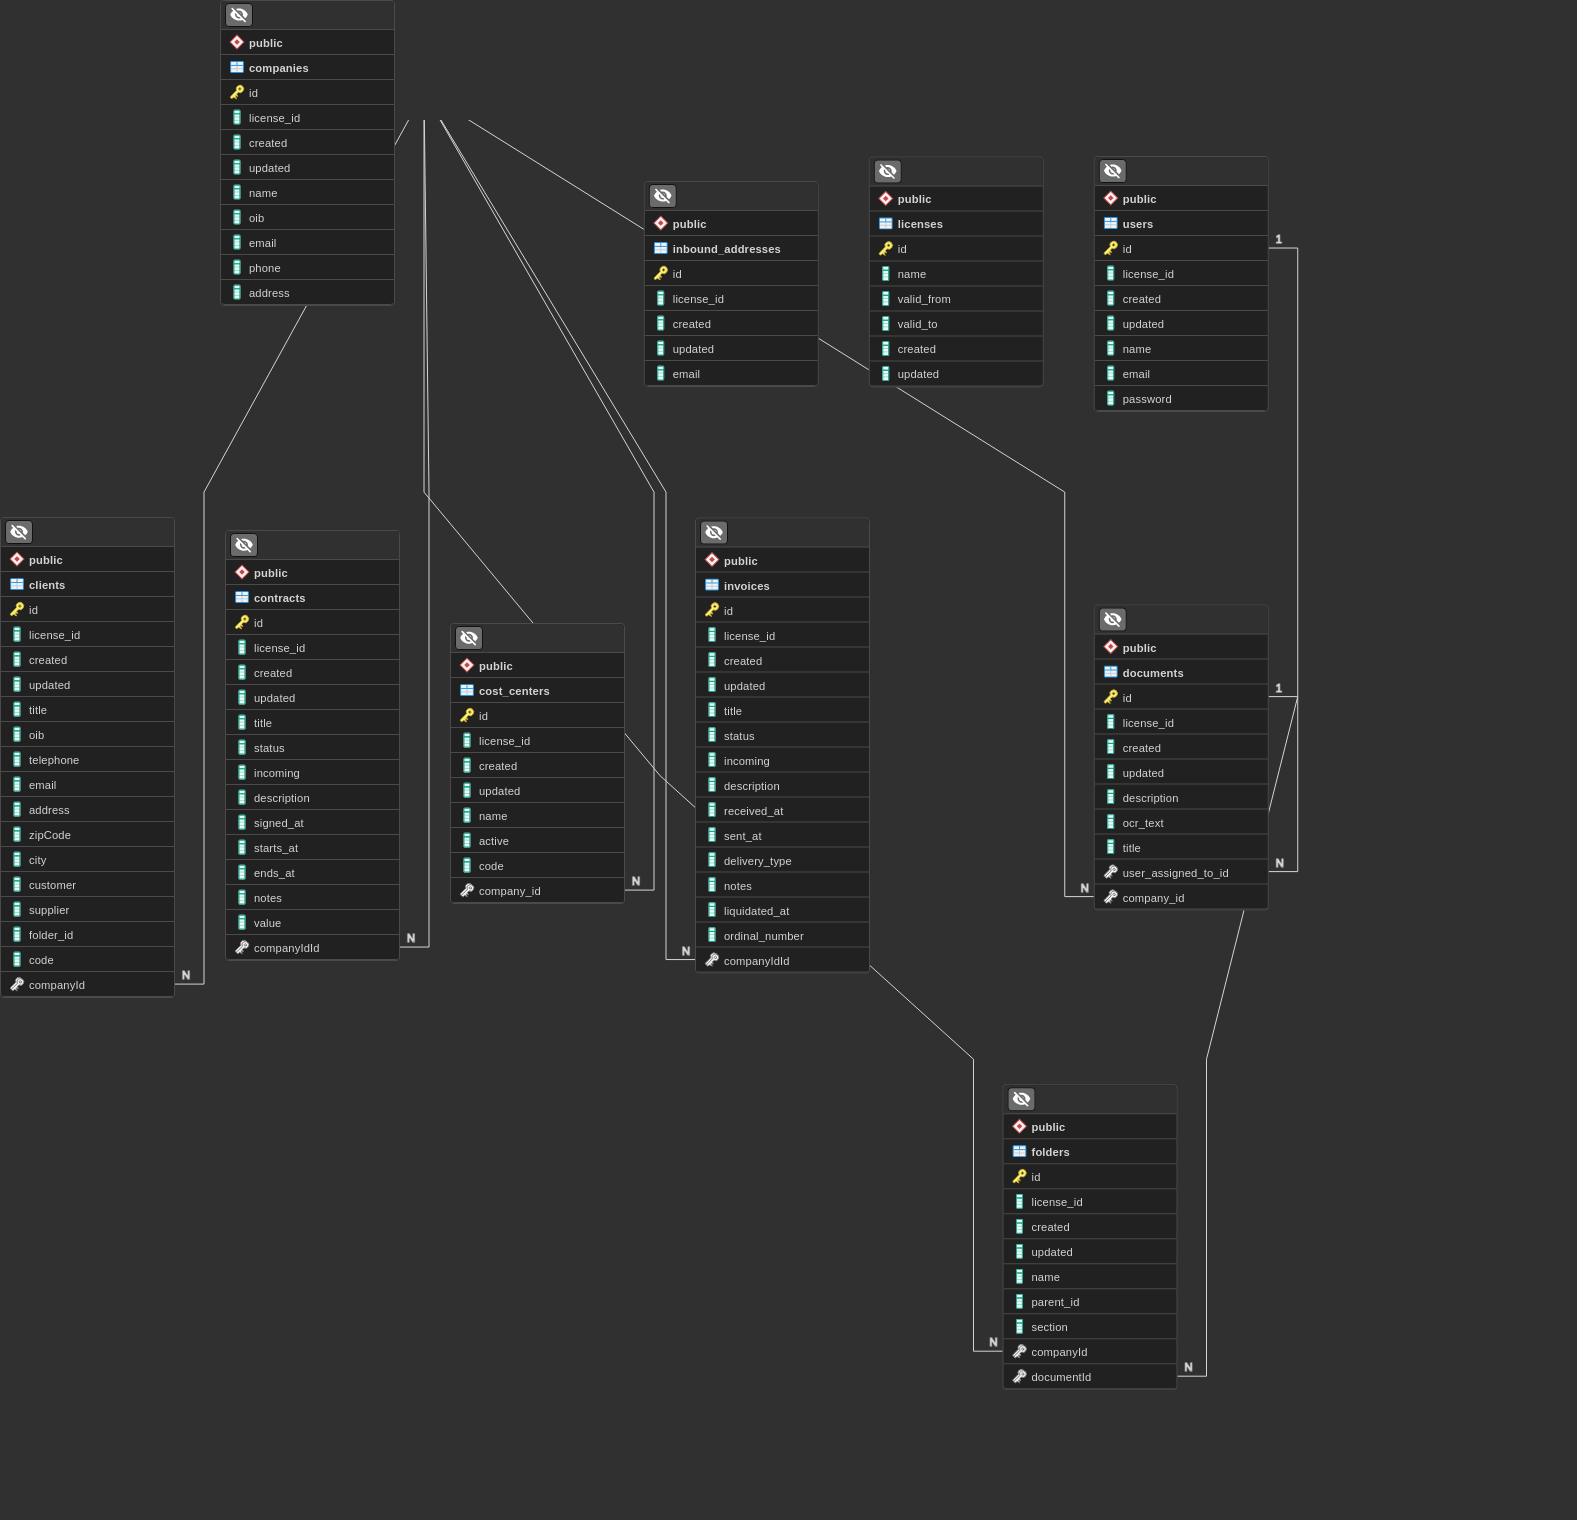 public
companies
id
license_id
created
updated
name
oib
email
phone
address
public
inbound_addresses
id
license_id
created
updated
email
public
licenses
id
name
valid_from
valid_to
created
updated
public
users
id
license_id
created
updated
name
email
password
1
public
clients
id
license_id
created
updated
title
oib
telephone
email
address
zipCode
city
customer
supplier
folder_id
code
companyId
N
public
contracts
id
license_id
created
updated
title
status
incoming
description
signed_at
starts_at
ends_at
notes
value
companyIdId
N
public
cost_centers
id
license_id
created
updated
name
active
code
company_id
N
public
invoices
id
license_id
created
updated
title
status
incoming
description
received_at
sent_at
delivery_type
notes
liquidated_at
ordinal_number
companyIdId
N
public
documents
id
license_id
created
updated
description
ocr_text
title
user_assigned_to_id
company_id
1
N
N
public
folders
id
license_id
created
updated
name
parent_id
section
companyId
documentId
N
N